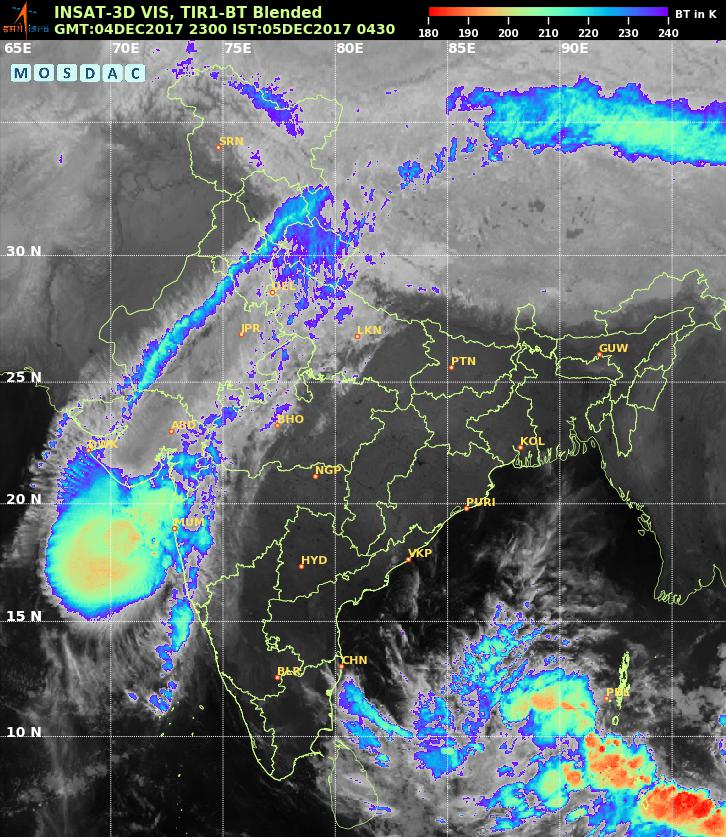 INSAT-3D VIS, TIR1-BT Blended
GMT:04DEC2017 2300 IST:05DEC2017 0430
BT in K
180 190 200 210 220 230 240
65E 70E 75E 80E 85E 90E
MOSDAC
SRN
30 N
DEL
JPR
LKN
GUW
PTN
25 N
ABD
BHO
DWK
KOL
NGP
20 N
PURI
MUM
HYD
VKP
15 N
CHN
BLR
PBL
10 N